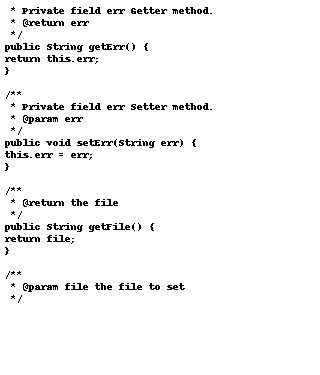 * Private field err Getter method.
 * @return err
 */
public String getErr() {
return this.err;
}

/**
 * Private field err Setter method.
 * @param err
 */
public void setErr(String err) {
this.err = err;
}

/**
 * @return the file
 */
public String getFile() {
return file;
}

/**
 * @param file the file to set
 */